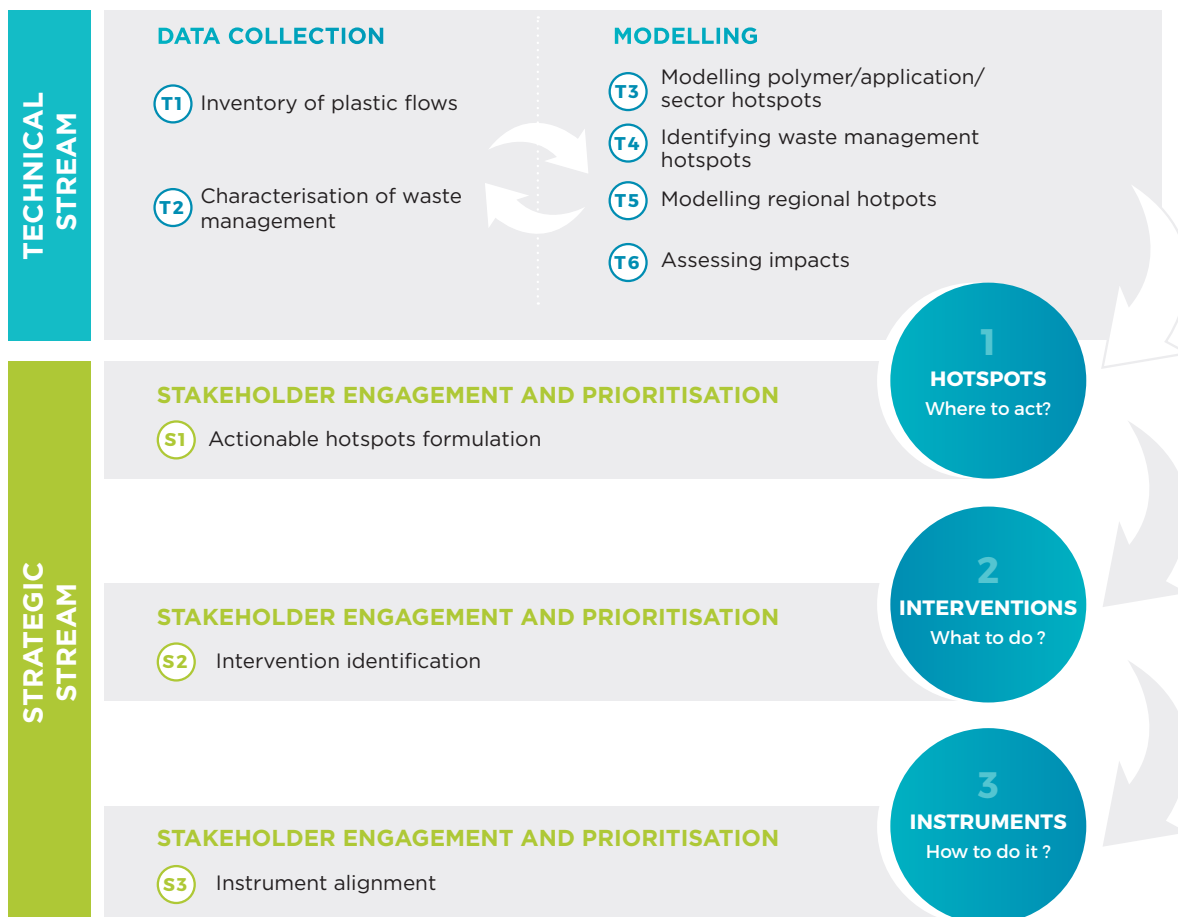 TECHNICAL
STREAM
DATA COLLECTION
T1 Inventory of plastic flows
T2 Characterisation of waste
management
MODELLING
T3 Modelling polymer/application/
sector hotspots
T4 Identifying waste management
hotspots
T5 Modelling regional hotpots
T6 Assessing impacts
1
HOTSPOTS
Where to act?
STRATEGIC
STREAM
STAKEHOLDER ENGAGEMENT AND PRIORITISATION
S1 Actionable hotspots formulation
2
INTERVENTIONS
What to do ?
STAKEHOLDER ENGAGEMENT AND PRIORITISATION
S2 Intervention identification
3
INSTRUMENTS
How to do it ?
STAKEHOLDER ENGAGEMENT AND PRIORITISATION
S3 Instrument alignment